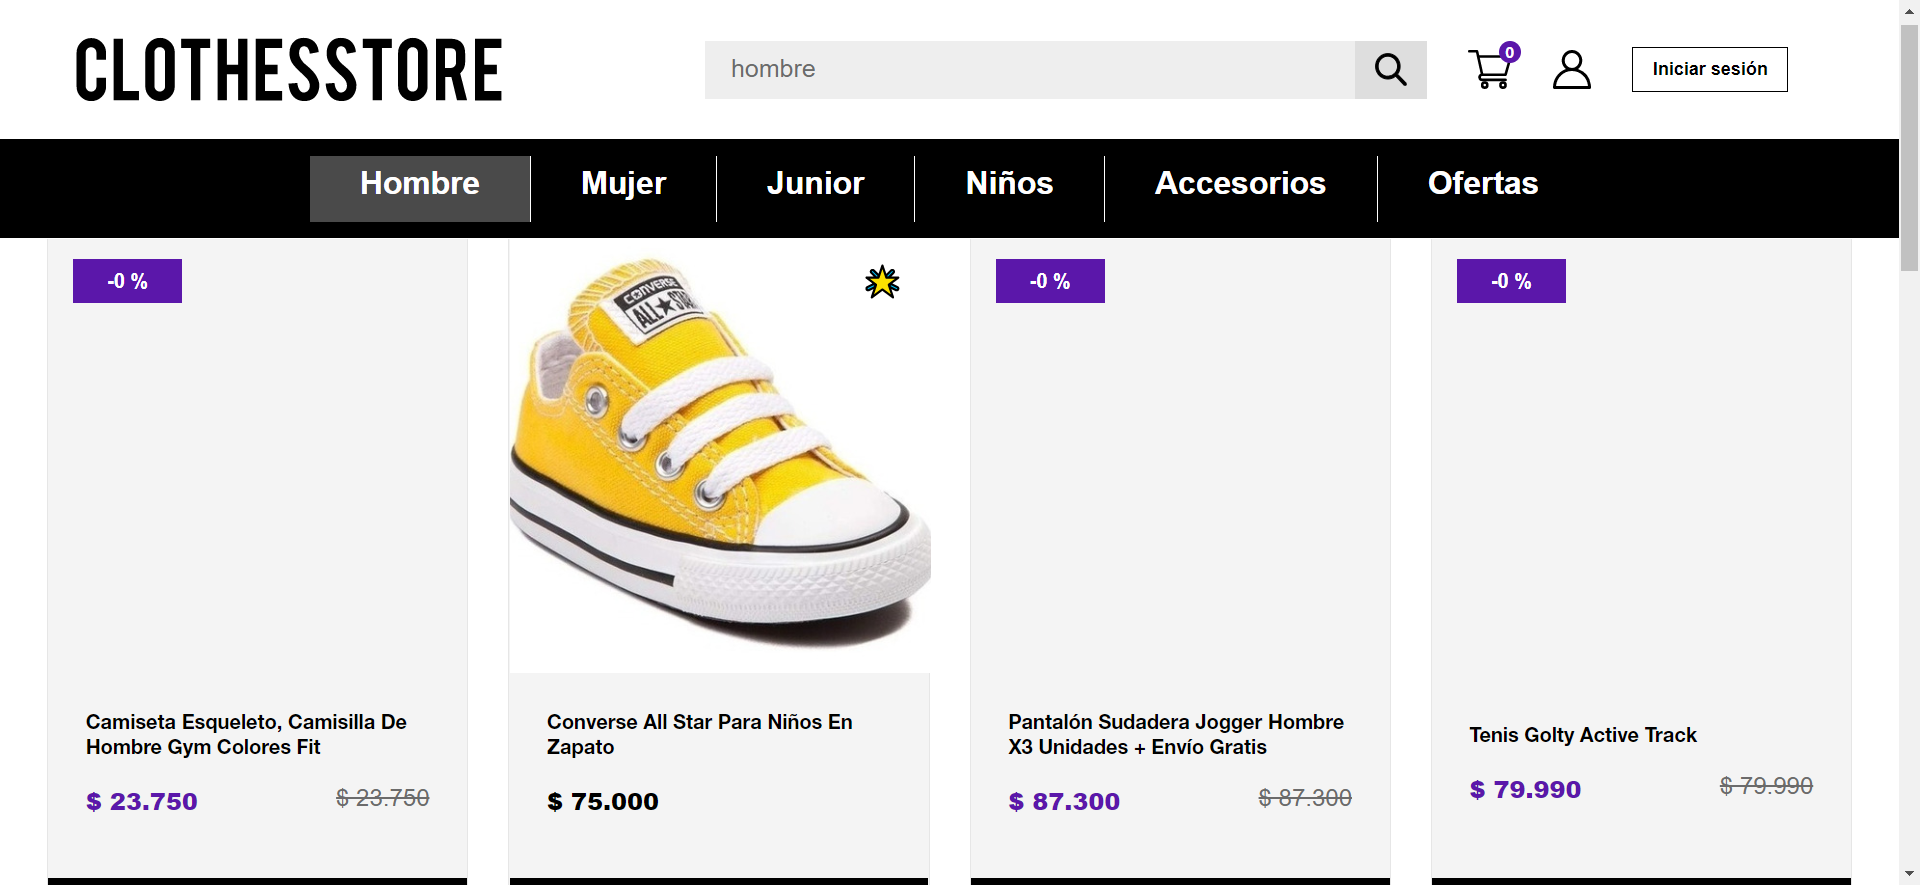 CLOTHESSTORE
hombre
0
Iniciar sesión
Hombre
Mujer
Junior
Niños
Accesorios
Ofertas
-0 %
CONVERSE
ALL STAR
-0 %
-0 %
Camiseta Esqueleto, Camisilla De
Hombre Gym Colores Fit
$ 23.750
$ 23.750
Converse All Star Para Niños En
Zapato
$ 75.000
Pantalón Sudadera Jogger Hombre
X3 Unidades + Envío Gratis
$ 87.300
$ 87.300
Tenis Golty Active Track
$ 79.990
$ 79.990